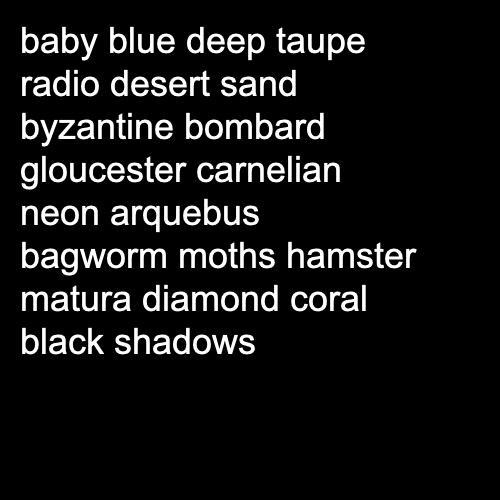 baby blue deep taupe
radio desert sand
byzantine bombard
gloucester carnelian
neon arquebus
bagworm moths hamster
matura diamond coral
black shadows